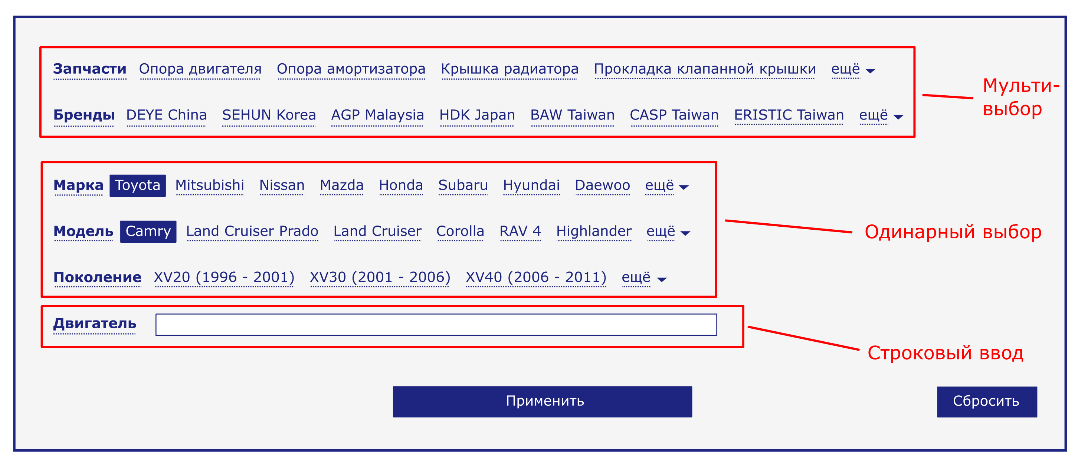 Запчасти Опора двигателя Опора амортизатора Крышка радиатора Прокладка клапанной крышки ещё
Бренды DEYE China SEHUN Korea AGP Malaysia HDK Japan BAW Taiwan CASP Taiwan ERISTIC Taiwan ещё
Мульти-
выбор
Марка Toyota Mitsubishi Nissan Mazda Honda Subaru Hyundai Daewoo ещё
Модель Camry Land Cruiser Prado Land Cruiser Corolla RAV 4 Highlander ещё
Одинарный выбор
Поколение XV20 (1996 - 2001) XV30 (2001 - 2006) XV40 (2006 - 2011) ещё
Двигатель
Строковый ввод
Применить
Сбросить